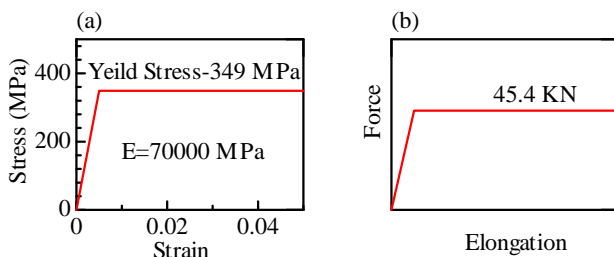 (a)
Yeild Stress-349 MPa
E=70000 MPa
Stress (MPa)
400
200
0
0
0.02
0.04
Strain
(b)
45.4 KN
Force
Elongation